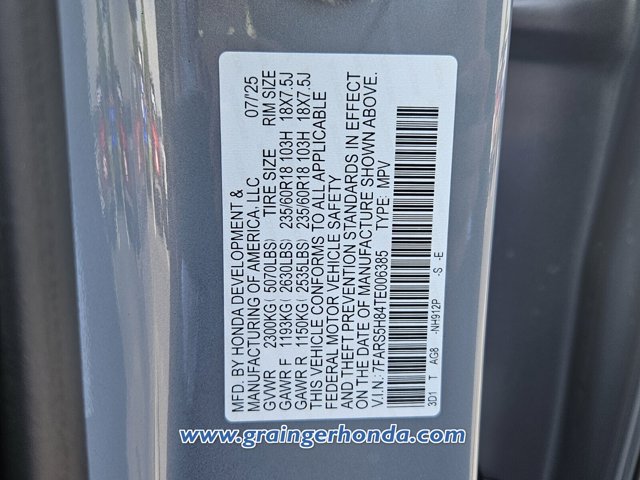 MFD. BY HONDA DEVELOPMENT &
MANUFACTURING OF AMERICA, LLC 07/'25
GVWR 2300KG ( 5070LBS) TIRE SIZE RIM SIZE
GAWR F 1193KG ( 2630LBS) 235/60R18 103H 18X7.5J
GAWR R 1150KG ( 2535LBS) 235/60R18 103H 18X7.5J
THIS VEHICLE CONFORMS TO ALL APPLICABLE
FEDERAL MOTOR VEHICLE SAFETY
AND THEFT PREVENTION STANDARDS IN EFFECT
ON THE DATE OF MANUFACTURE SHOWN ABOVE.
V.I.N.: 7FARS5H84TE006385 TYPE: MPV
3D1 T AG8 -NH912P -S -E
www.graingerhonda.com